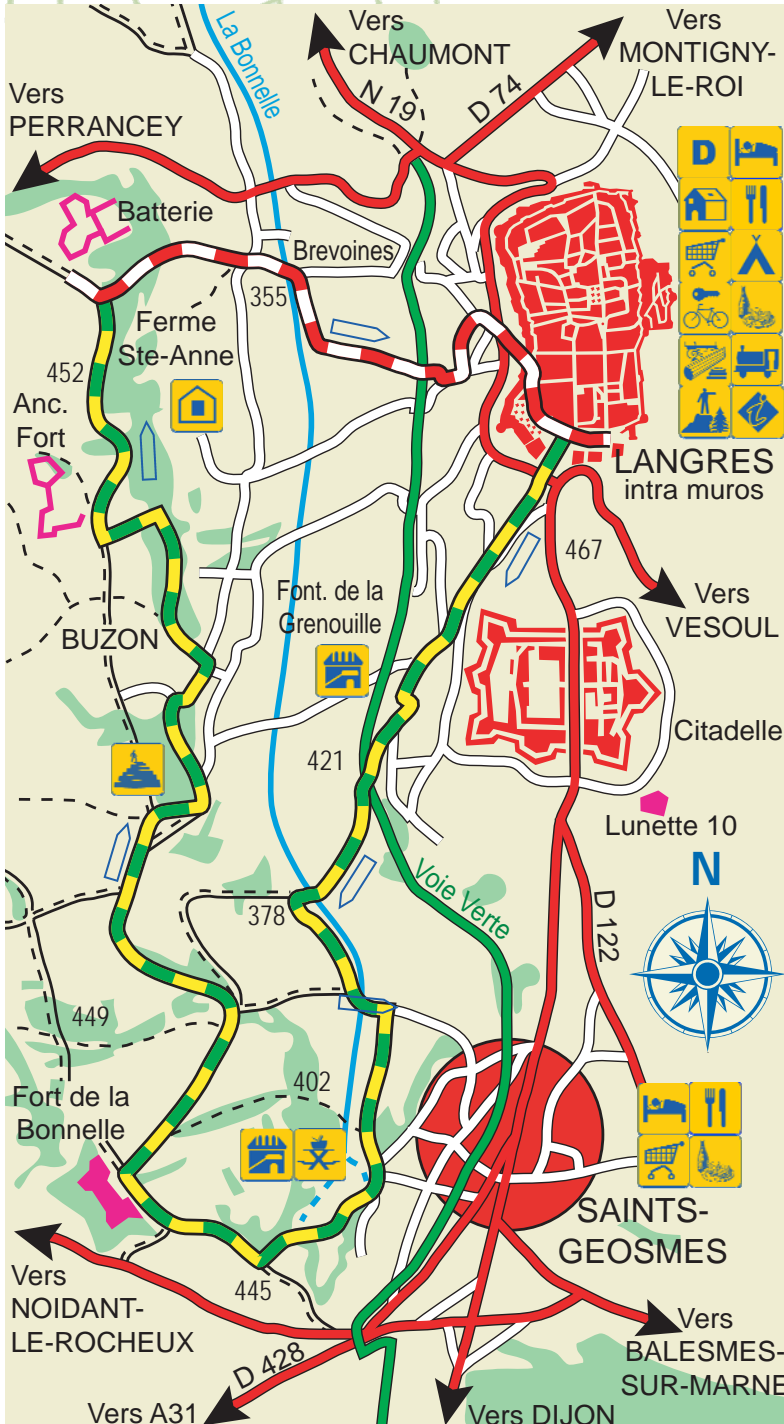 La Bonnelle
Vers
CHAUMONT
Vers
MONTIGNY-
LE-ROI
N 19
D 74
Vers
PERRANCEY
D
Batterie
Brevoines
355
Ferme
Ste-Anne
452
Anc.
Fort
LANGRES
intra muros
467
Vers
VESOUL
Font. de la
Grenouille
BUZON
Citadelle
421
Lunette 10
N
Voie Verte
D 122
378
449
402
Fort de la
Bonnelle
SAINTS-
GEOSMES
445
Vers
NOIDANT-
LE-ROCHEUX
Vers
BALESMES-
SUR-MARNE
D 428
Vers A31
Vers DIJON